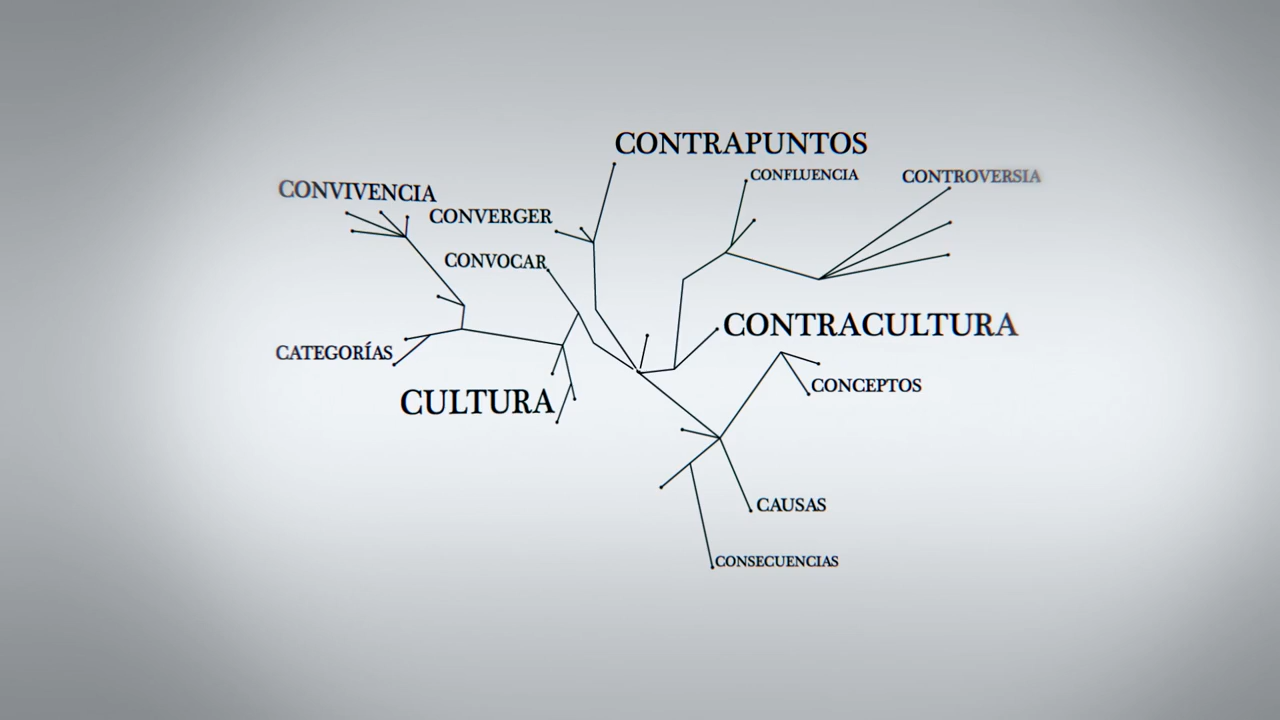 CONTRAPUNTOS
CONFLUENCIA
CONTROVERSIA
CONVIVENCIA
CONVERGER
CONVOCAR
CONTRACULTURA
CATEGORÍAS
CONCEPTOS
CULTURA
CAUSAS
CONSECUENCIAS